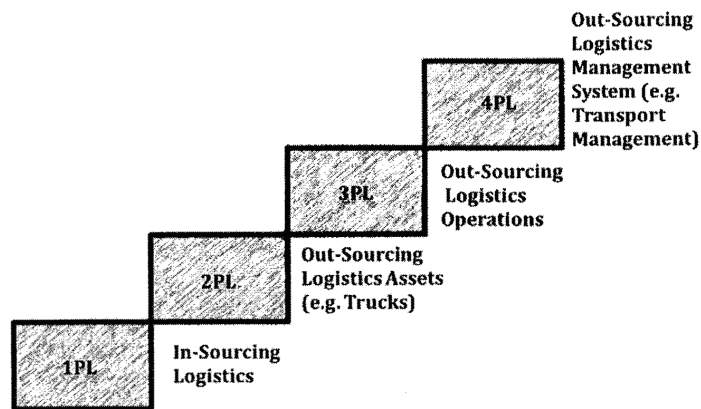 Out-Sourcing
Logistics
Management
System (e.g.
Transport
Management)
4PL
Out-Sourcing
Logistics
Operations
3PL
Out-Sourcing
Logistics Assets
(e.g. Trucks)
2PL
In-Sourcing
Logistics
1PL